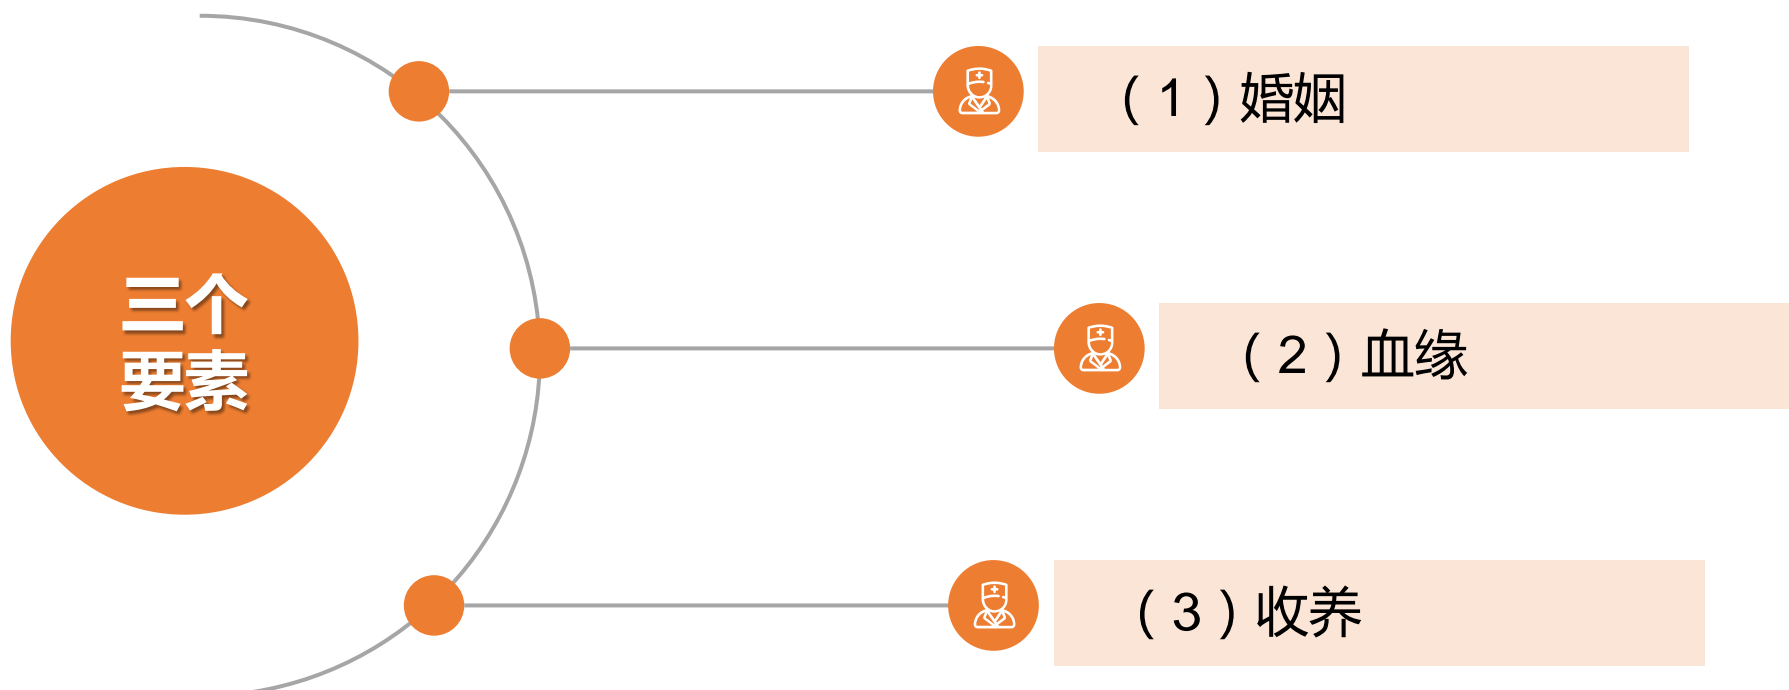 三个
要素
（1）婚姻
（2）血缘
（3）收养